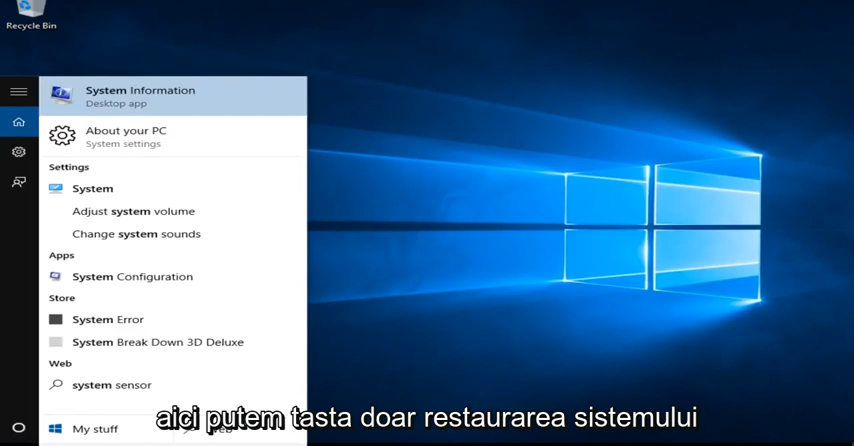 Recycle Bin
System Information
Desktop app
About your PC
System settings
Settings
System
Adjust system volume
Change system sounds
Apps
System Configuration
Store
System Error
System Break Down 3D Deluxe
Web
system sensor
aici putem tasta doar restaurarea sistemului
My stuff
Web